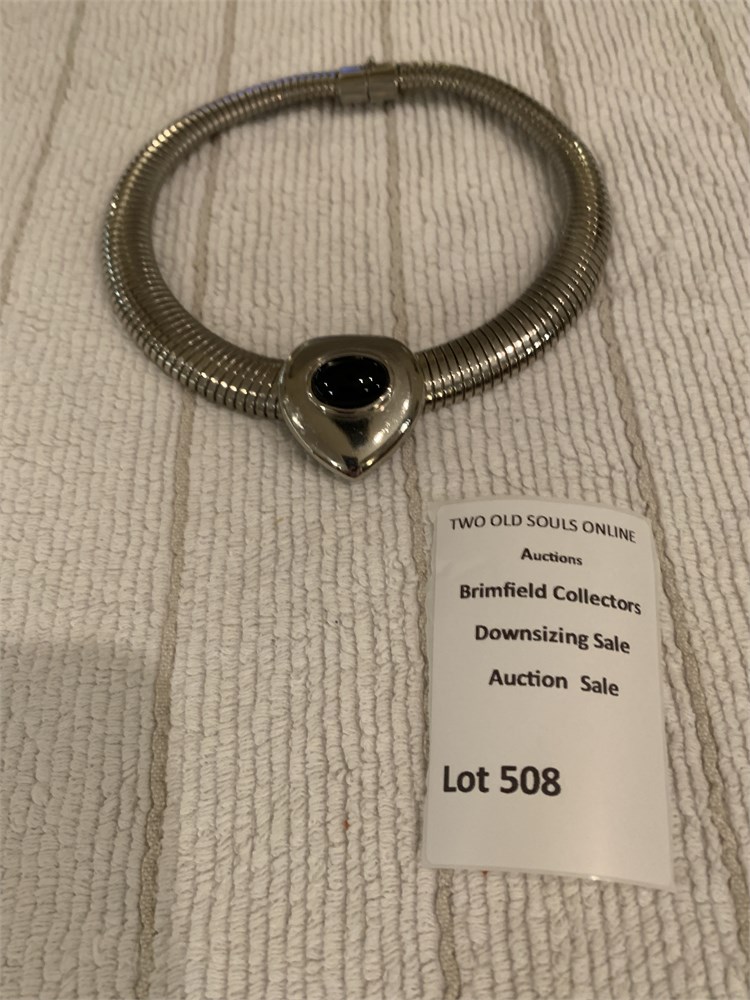 TWO OLD SOULS ONLINE
Auctions
Brimfield Collectors
Downsizing Sale
Auction Sale
Lot 508